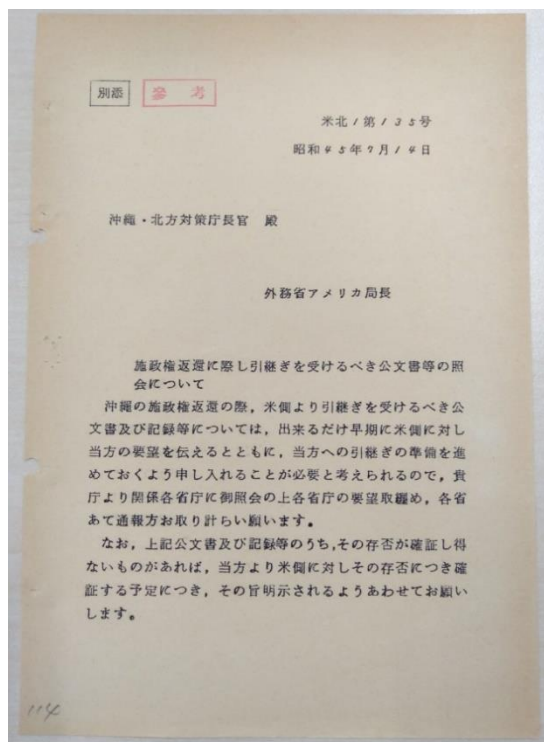 別添 參考
米北1第135号
昭和45年7月14日
沖縄・北方対策庁長官 殿
外務省アメリカ局長
施政権返還に際し引継ぎを受けるべき公文書等の照
会について
沖縄の施政権返還の際，米側より引継ぎを受けるべき公
文書及び記録等については，出来るだけ早期に米側に対し
当方の要望を伝えるとともに，当方への引継ぎの準備を進
めておくよう申し入れることが必要と考えられるので，貴
庁より関係各省庁に御照会の上各省庁の要望取纒め，各省
あて通報方お取り計らい願います。
なお，上記公文書及び記録等のうち，その存否が確証し得
ないものがあれば，当方より米側に対しその存否につき確
証する予定につき，その旨明示されるようあわせてお願い
します。
114